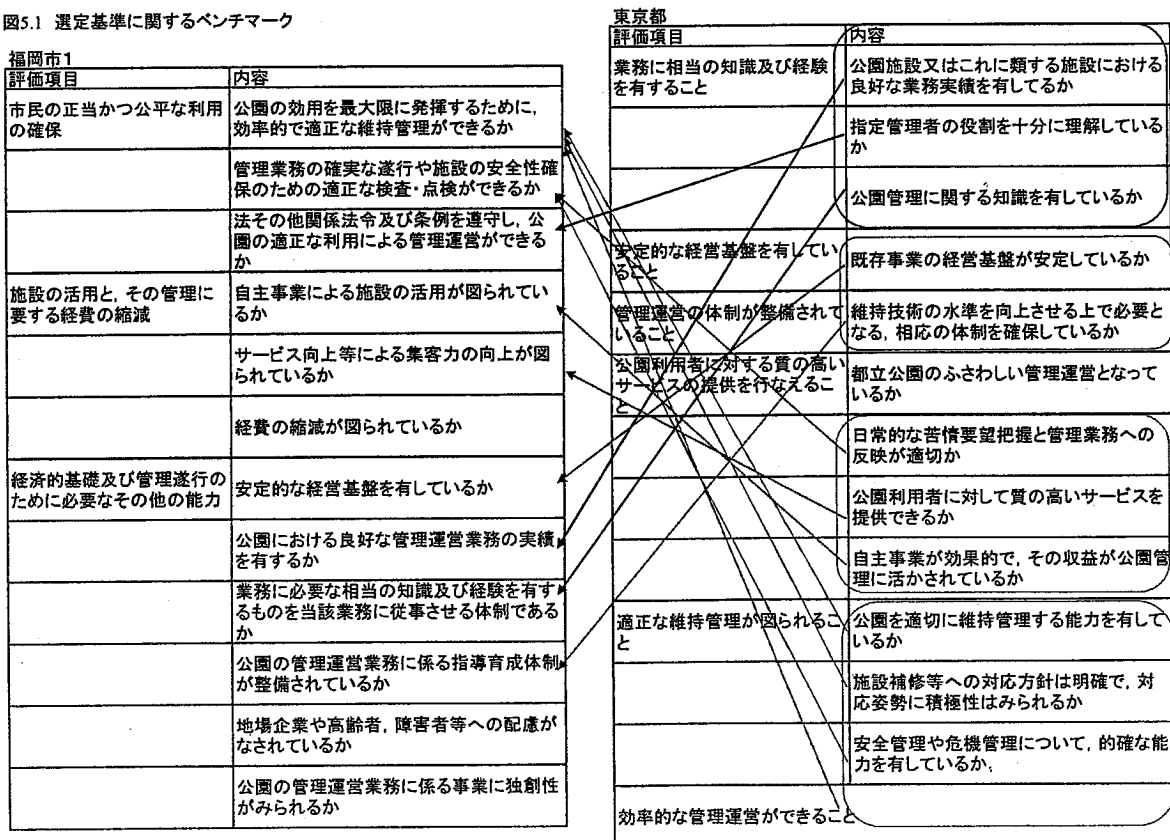 図5.1 選定基準に関するベンチマーク
福岡市1
評価項目 内容
市民の正当かつ公平な利用
の確保
公園の効用を最大限に発揮するために,
効率的で適正な維持管理ができるか
管理業務の確実な遂行や施設の安全性確
保のための適正な検査・点検ができるか
法その他関係法令及び条例を遵守し, 公
園の適正な利用による管理運営ができる
か
施設の活用と, その管理に
要する経費の縮減
自主事業による施設の活用が図られてい
るか
サービス向上等による集客力の向上が図
られているか
経費の縮減が図られているか
経済的基礎及び管理遂行の
ために必要なその他の能力
安定的な経営基盤を有しているか
公園における良好な管理運営業務の実績
を有するか
業務に必要な相当の知識及び経験を有す
るものを当該業務に従事させる体制である
か
公園の管理運営業務に係る指導育成体制
が整備されているか
地場企業や高齢者, 障害者等への配慮が
なされているか
公園の管理運営業務に係る事業に独創性
がみられるか
東京都
評価項目 内容
業務に相当の知識及び経験
を有すること
公園施設又はこれに類する施設における
良好な業務実績を有してるか
指定管理者の役割を十分に理解している
か
公園管理に関する知識を有しているか
安定的な経営基盤を有してい
ること
既存事業の経営基盤が安定しているか
管理運営の体制が整備されて
いること
維持技術の水準を向上させる上で必要と
なる, 相応の体制を確保しているか
公園利用者に対する質の高い
サービスの提供を行なえるこ
と
都立公園のふさわしい管理運営となって
いるか
日常的な苦情要望把握と管理業務への
反映が適切か
公園利用者に対して質の高いサービスを
提供できるか
自主事業が効果的で, その収益が公園管
理に活かされているか
適正な維持管理が図られるこ
と
公園を適切に維持管理する能力を有して
いるか
施設補修等への対応方針は明確で, 対
応姿勢に積極性はみられるか
安全管理や危機管理について, 的確な能
力を有しているか,
効率的な管理運営ができること